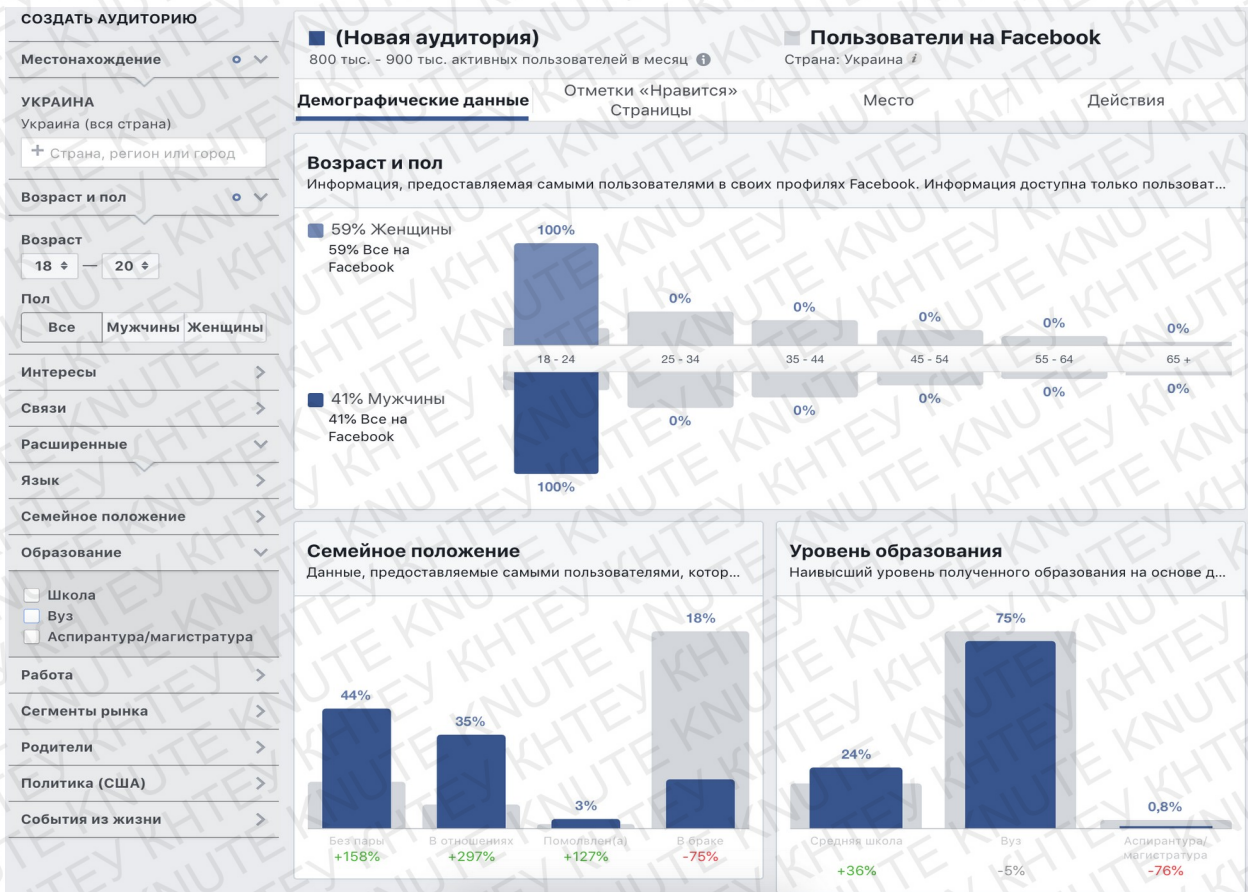 СОЗДАТЬ АУДИТОРИЮ
Местонахождение
УКРАИНА
Украина (вся страна)
+ Страна, регион или город
Возраст и пол
Возраст
18 — 20
Пол
Все Мужчины Женщины
Интересы
Связи
Расширенные
Язык
Семейное положение
Образование
Школа
Вуз
Аспирантура/магистратура
Работа
Сегменты рынка
Родители
Политика (США)
События из жизни
(Новая аудитория)
800 тыс. - 900 тыс. активных пользователей в месяц
Пользователи на Facebook
Страна: Украина
Демографические данные
Отметки «Нравится»
Страницы
Место
Действия
Возраст и пол
Информация, предоставляемая самыми пользователями в своих профилях Facebook. Информация доступна только пользоват...
59% Женщины
59% Все на
Facebook
100% 0% 0% 0% 0% 0%
18 - 24 25 - 34 35 - 44 45 - 54 55 - 64 65 +
41% Мужчины
41% Все на
Facebook
100% 0% 0% 0% 0% 0%
Семейное положение
Данные, предоставляемые самыми пользователями, котор...
44% 35% 3% 18%
Без пары В отношениях Помолвлен(а) В браке
+158% +297% +127% -75%
Уровень образования
Наивысший уровень полученного образования на основе д...
24% 75% 0,8%
Средняя школа Вуз Аспирантура/
магистратура
+36% -5% -76%
KNUTE КНТЕУ